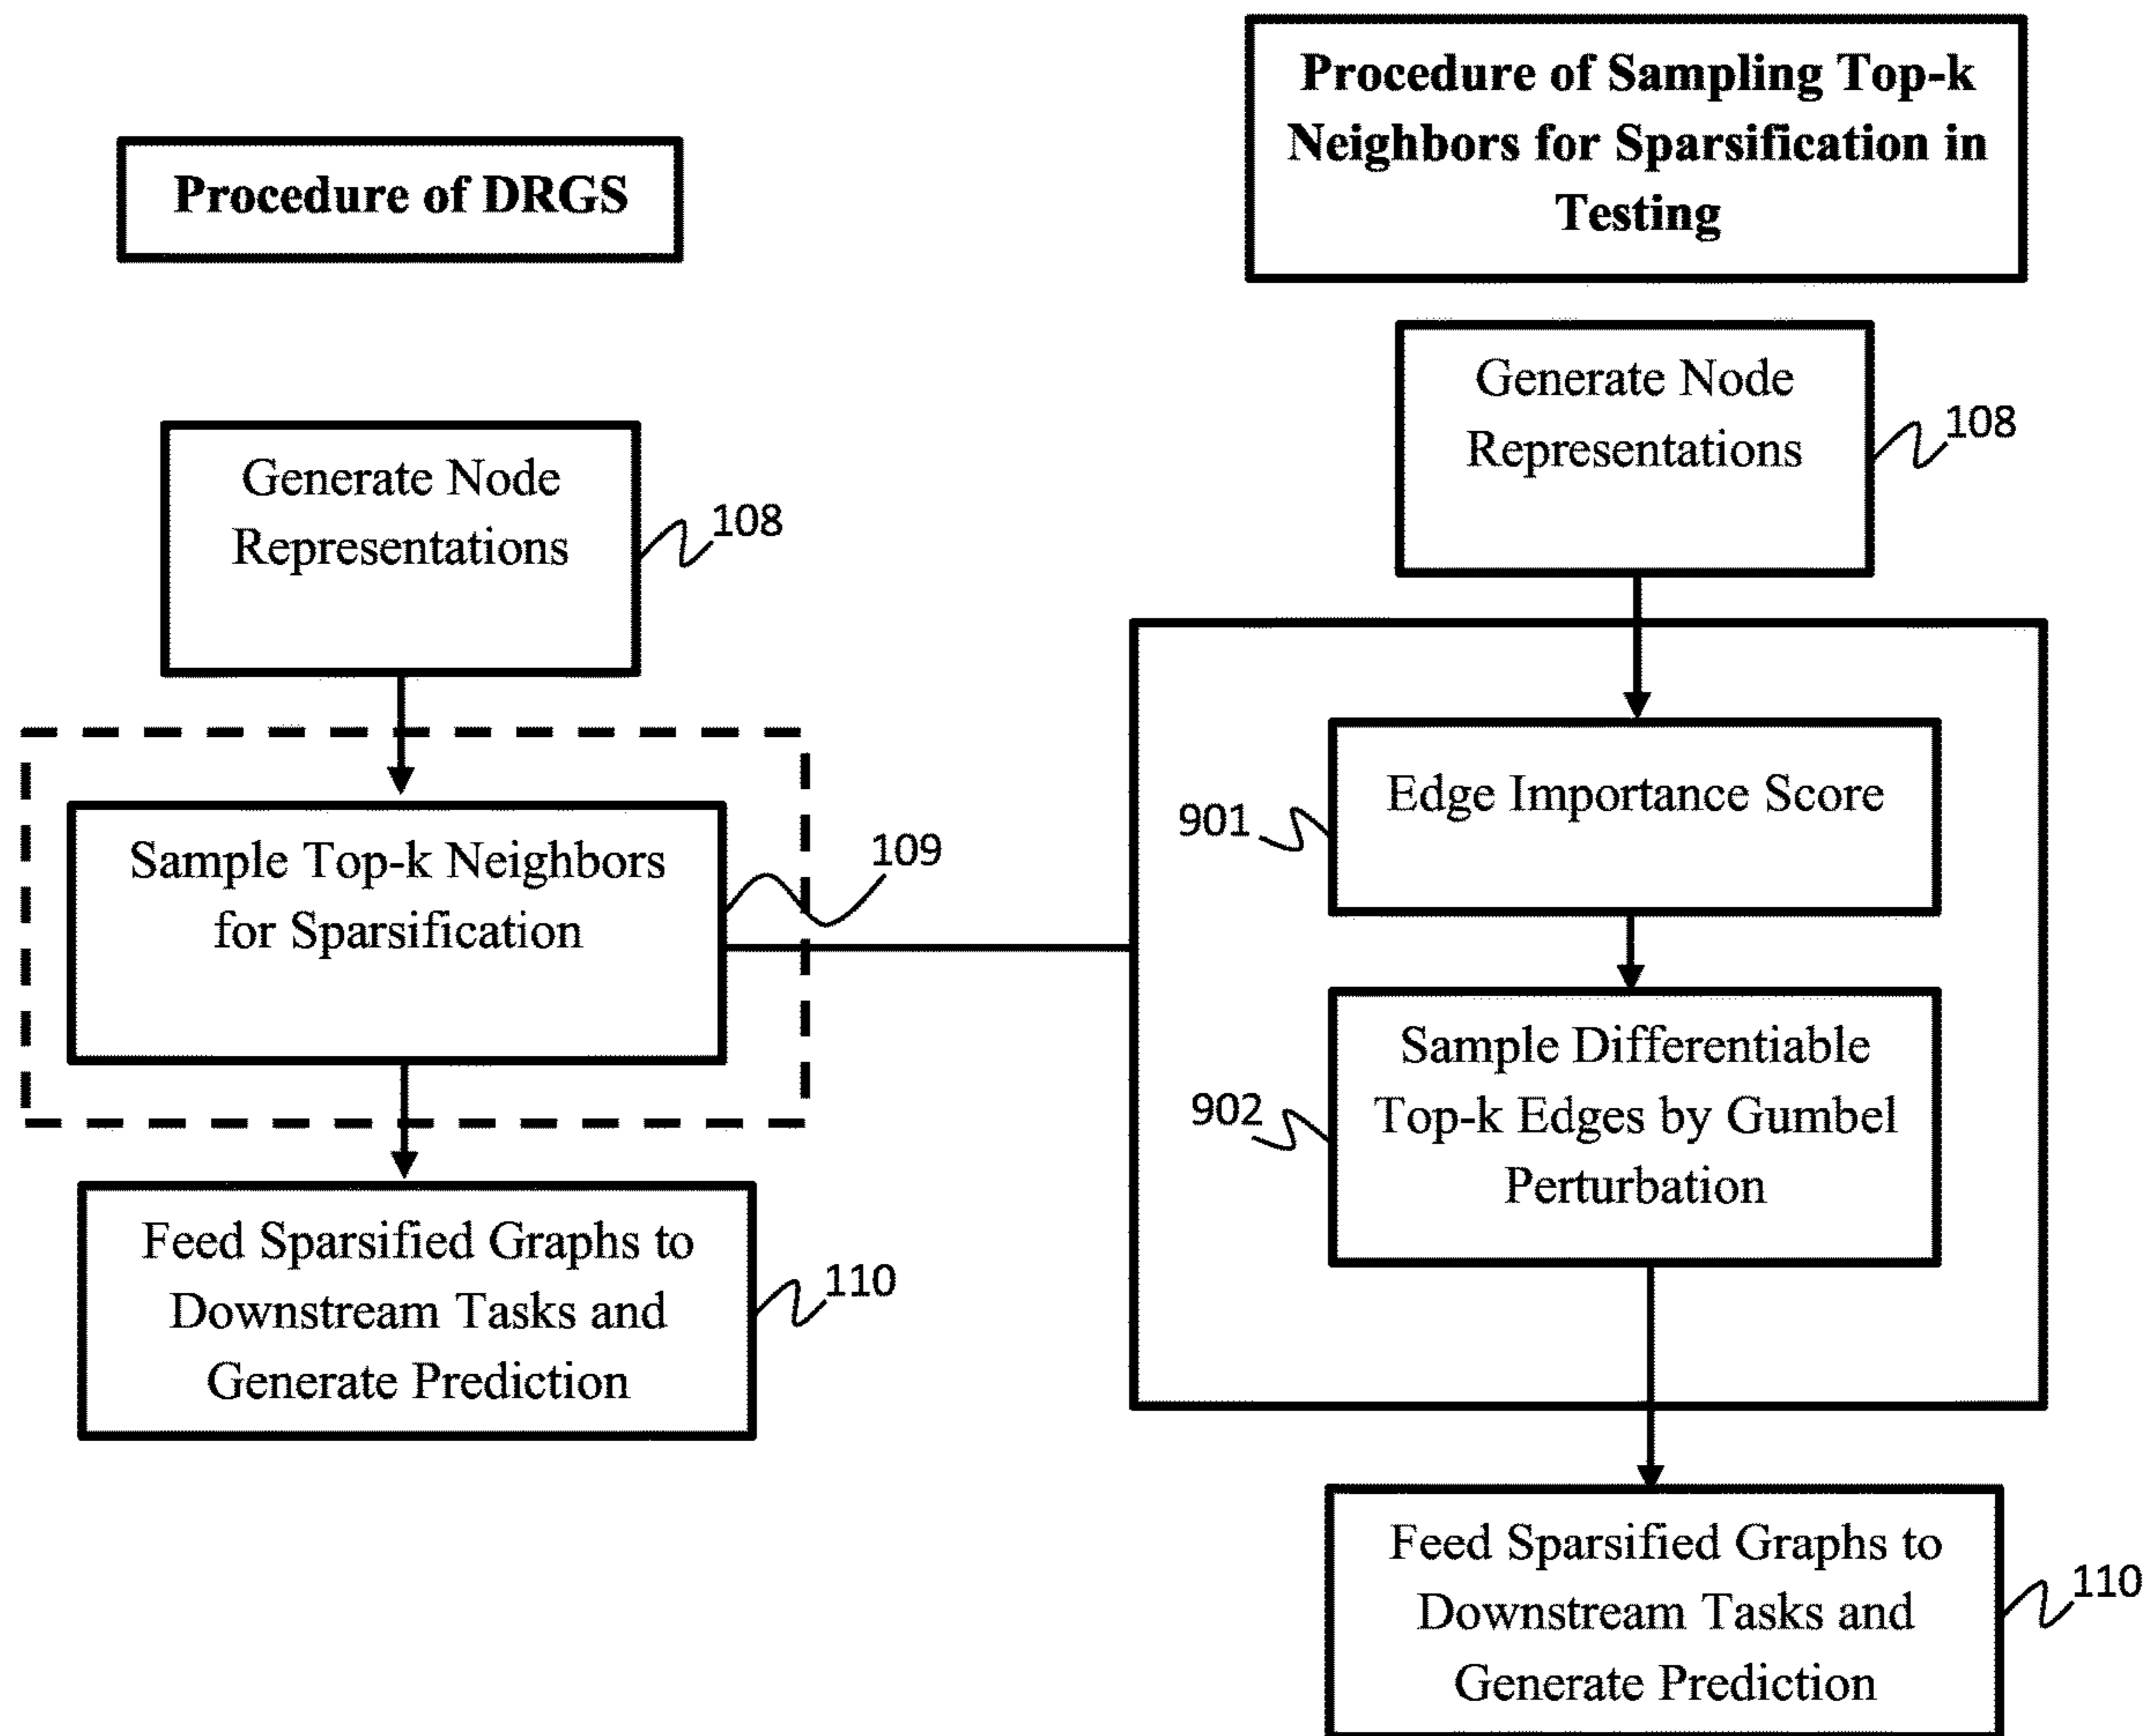 Procedure of DRGS
Generate Node
Representations
108
Sample Top-k Neighbors
for Sparsification
109
Feed Sparsified Graphs to
Downstream Tasks and
Generate Prediction
110
Procedure of Sampling Top-k
Neighbors for Sparsification in
Testing
Generate Node
Representations
108
Edge Importance Score
901
Sample Differentiable
Top-k Edges by Gumbel
Perturbation
902
Feed Sparsified Graphs to
Downstream Tasks and
Generate Prediction
110